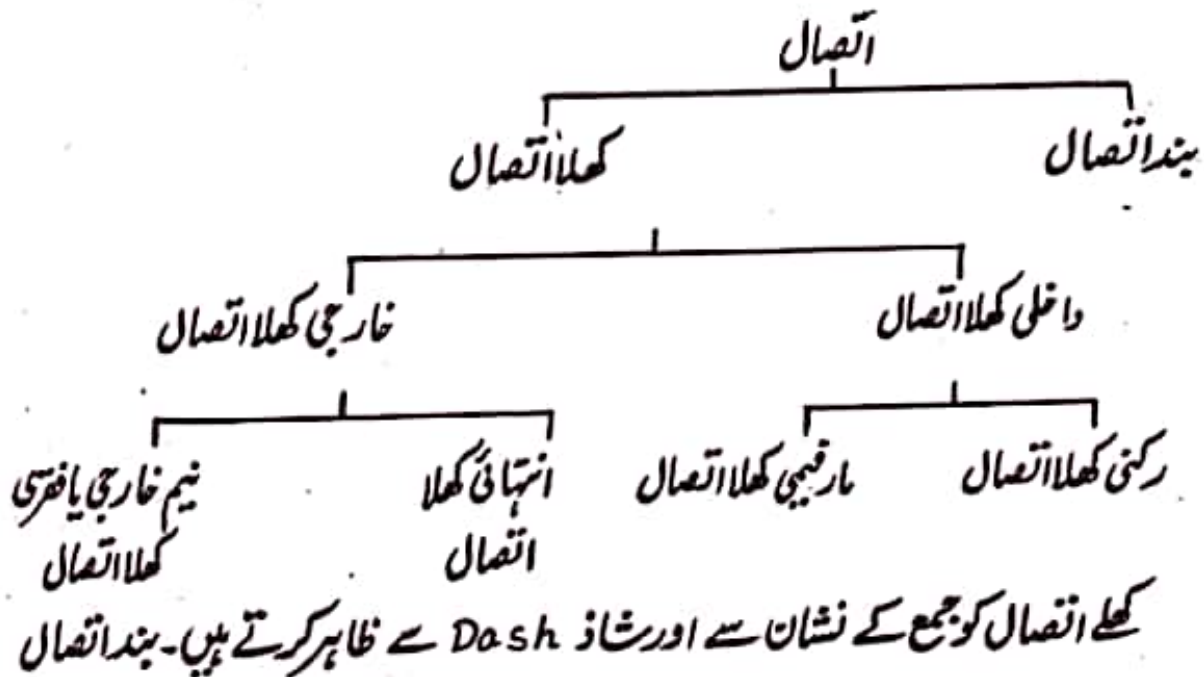 اتصال
بند اتصال کھلا اتصال
داخلی کھلا اتصال خارجی کھلا اتصال
رکنی کھلا اتصال مارفیمی کھلا اتصال انتہائی کھلا نیم خارجی یا فقرسی
اتصال کھلا اتصال
کھلے اتصال کو جمع کے نشان سے اور شاذ Dash سے ظاہر کرتے ہیں۔ بند اتصال